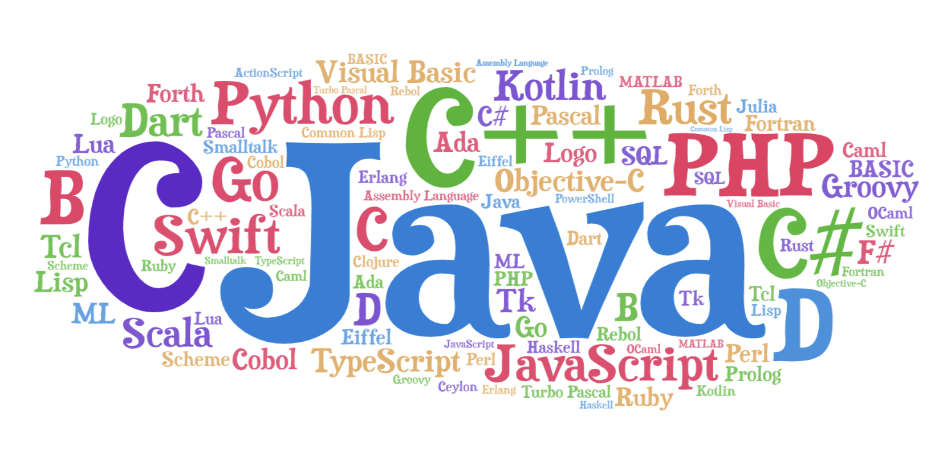 BASIC
Assembly Language
ActionScript
Visual Basic
Kotlin
Prolog
MATLAB
Forth
Python
Turbo Pascal
Rebol
C++
C#
Pascal
Rust
Forth
Julia
Logo
Dart
Pascal
Common Lisp
Ada
Common Lisp
Fortran
Lua
Smalltalk
Logo
SQL
PHP
Caml
Python
Cobol
Go
Eiffel
BASIC
B
C
Java
Erlang
Objective-C
SQL
Groovy
Assembly Language
Java
PowerShell
Visual Basic
C++
Scala
C
Dart
C#
OCaml
Swift
Swift
Tcl
Rust
F#
Scheme
Ruby
Smalltalk
TypeScript
Clojure
ML
Fortran
Lisp
Caml
Ada
PHP
Objective-C
ML
Lua
D
Tk
B
Tk
Tcl
D
Scala
Eiffel
Go
Rebol
Lisp
Scheme
Cobol
TypeScript
JavaScript
Perl
Haskell
OCaml
MATLAB
JavaScript
Perl
Prolog
Groovy
Ceylon
Erlang
Turbo Pascal
Haskell
Ruby
Kotlin